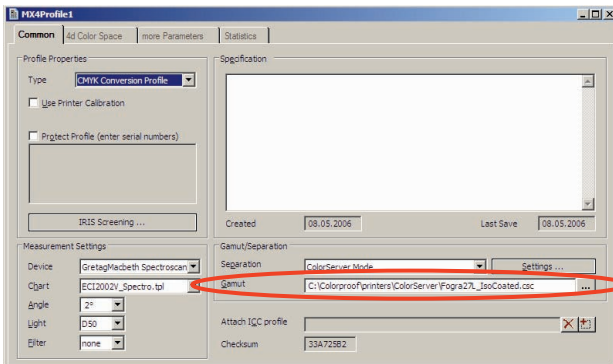 MX4Profile1
Common
4d Color Space
more Parameters
Statistics
Profile Properties
Type
CMYK Conversion Profile
Use Printer Calibration
Protect Profile (enter serial numbers)
IRIS Screening ...
Specification
Created
08.05.2006
Last Save
08.05.2006
Measurement Settings
Device
GretagMacbeth Spectroscan
Chart
ECI2002V_Spectro.tpl
Angle
2°
Light
D50
Filter
none
Gamut/Separation
Separation
ColorServer Mode
Settings ...
Gamut
C:\Colorproof\printers\ColorServer\Fogra27L_IsoCoated.csc
...
Attach ICC profile
Checksum
33A725B2